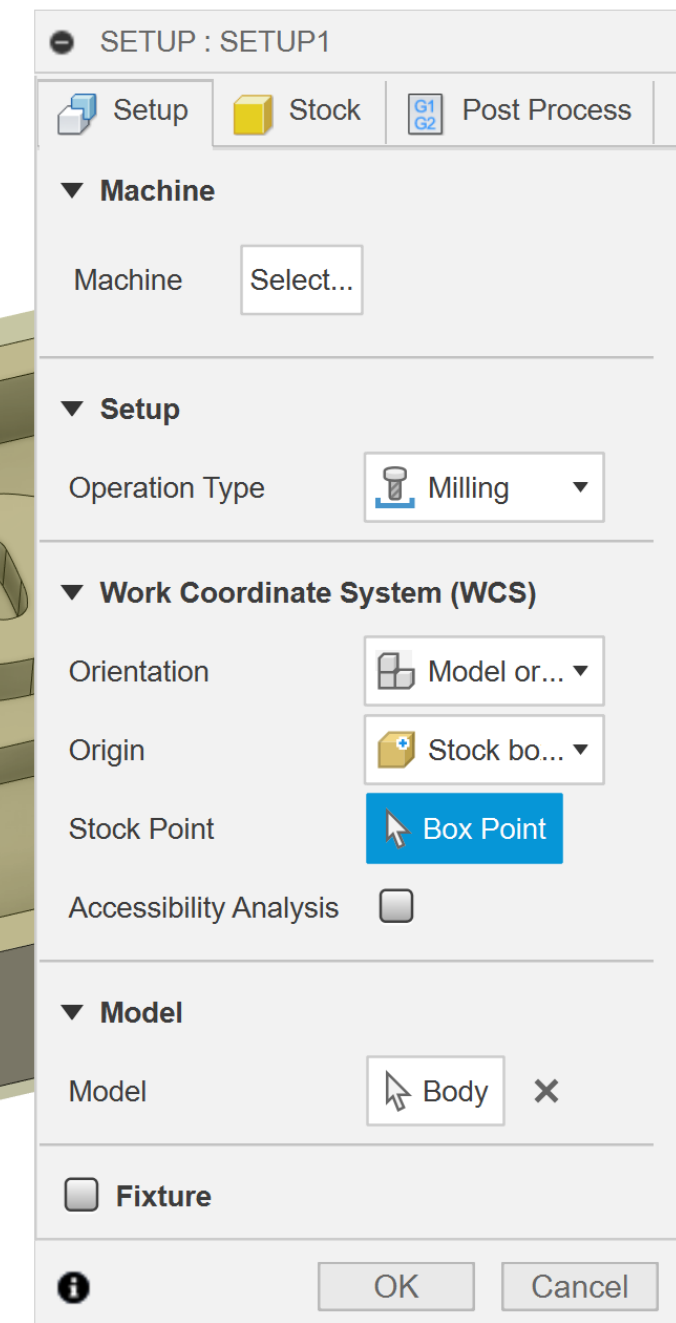 SETUP : SETUP1
Setup
Stock
G1
G2
Post Process
Machine
Machine Select...
Setup
Operation Type Milling
Work Coordinate System (WCS)
Orientation Model or...
Origin Stock bo...
Stock Point Box Point
Accessibility Analysis
Model
Model Body
Fixture
OK Cancel